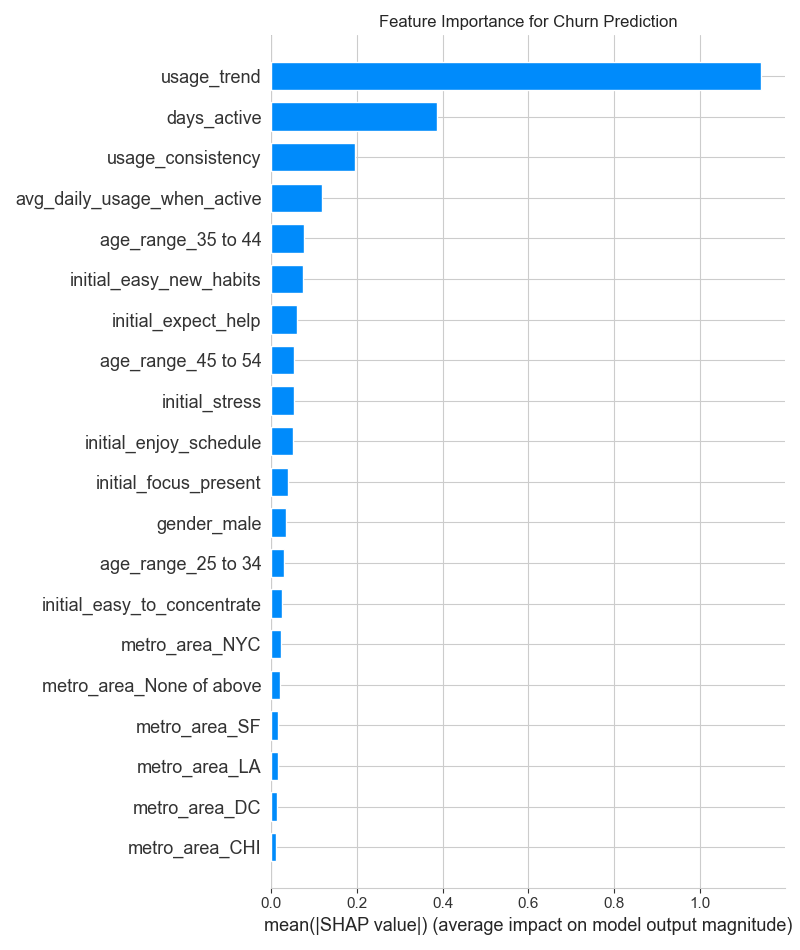 Feature Importance for Churn Prediction
usage_trend
days_active
usage_consistency
avg_daily_usage_when_active
age_range_35 to 44
initial_easy_new_habits
initial_expect_help
age_range_45 to 54
initial_stress
initial_enjoy_schedule
initial_focus_present
gender_male
age_range_25 to 34
initial_easy_to_concentrate
metro_area_NYC
metro_area_None of above
metro_area_SF
metro_area_LA
metro_area_DC
metro_area_CHI
0.0 0.2 0.4 0.6 0.8 1.0
mean(|SHAP value|) (average impact on model output magnitude)